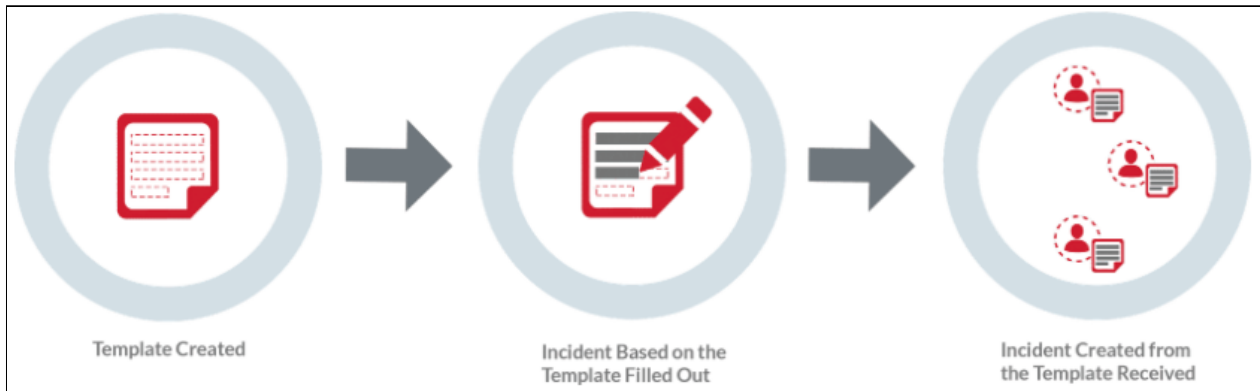 Template Created
Incident Based on the
Template Filled Out
Incident Created from
the Template Received